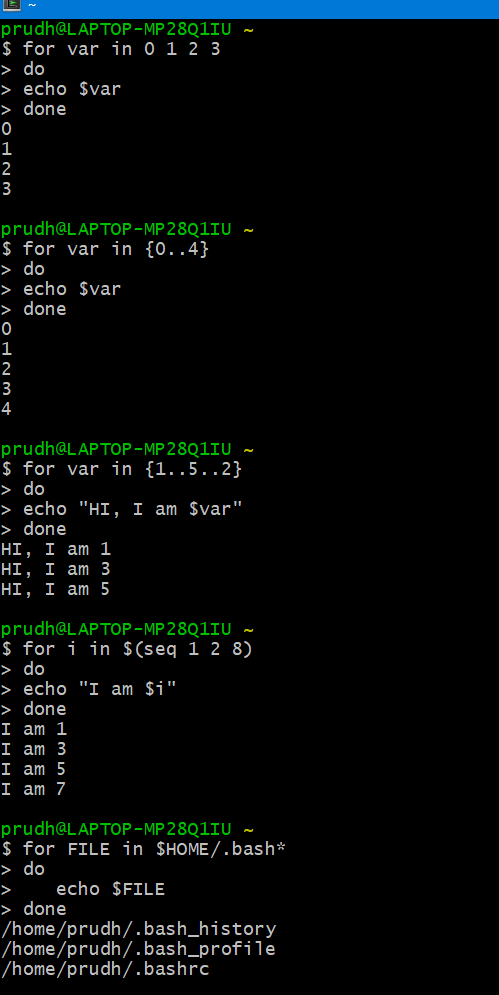 ~
prudh@LAPTOP-MP28Q1IU ~
$ for var in 0 1 2 3
> do
> echo $var
> done
0
1
2
3
prudh@LAPTOP-MP28Q1IU ~
$ for var in {0..4}
> do
> echo $var
> done
0
1
2
3
4
prudh@LAPTOP-MP28Q1IU ~
$ for var in {1..5..2}
> do
> echo "HI, I am $var"
> done
HI, I am 1
HI, I am 3
HI, I am 5
prudh@LAPTOP-MP28Q1IU ~
$ for i in $(seq 1 2 8)
> do
> echo "I am $i"
> done
I am 1
I am 3
I am 5
I am 7
prudh@LAPTOP-MP28Q1IU ~
$ for FILE in $HOME/.bash*
> do
>    echo $FILE
> done
/home/prudh/.bash_history
/home/prudh/.bash_profile
/home/prudh/.bashrc